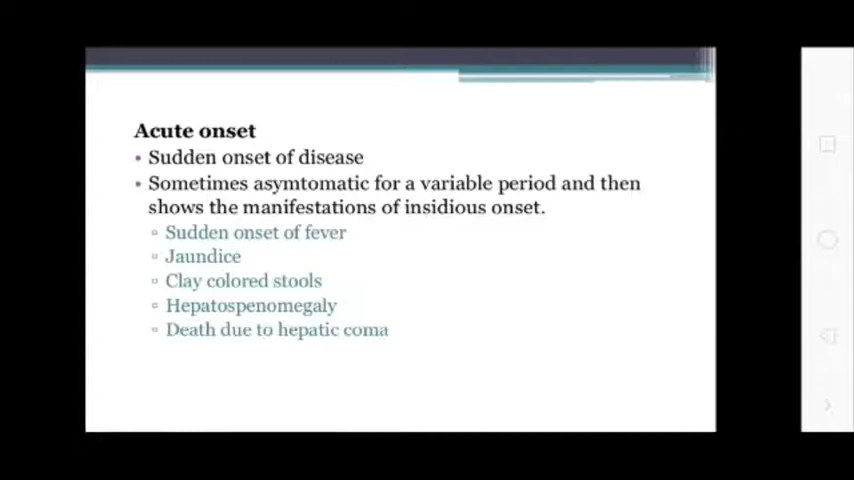 Acute onset
• Sudden onset of disease
• Sometimes asymtomatic for a variable period and then
shows the manifestations of insidious onset.
▫ Sudden onset of fever
▫ Jaundice
▫ Clay colored stools
▫ Hepatospenomegaly
▫ Death due to hepatic coma